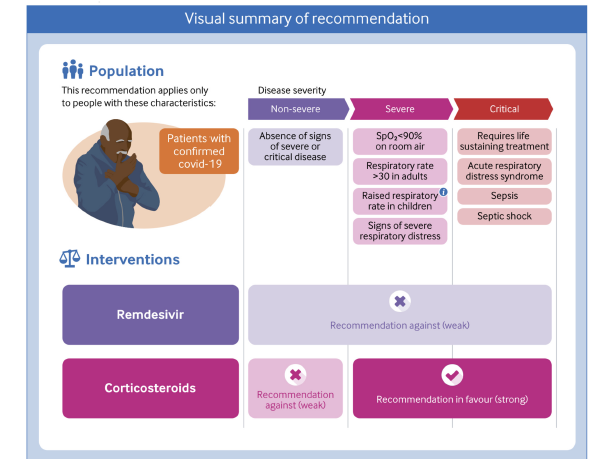 Visual summary of recommendation
Population
This recommendation applies only
to people with these characteristics:
Patients with
confirmed
covid-19
Disease severity
Non-severe
Severe
Critical
Absence of signs
of severe or
critical disease
SpO₂<90%
on room air
Respiratory rate
>30 in adults
Raised respiratory
rate in children
i
Signs of severe
respiratory distress
Requires life
sustaining treatment
Acute respiratory
distress syndrome
Sepsis
Septic shock
Interventions
Remdesivir
Recommendation against (weak)
Corticosteroids
Recommendation
against (weak)
Recommendation in favour (strong)